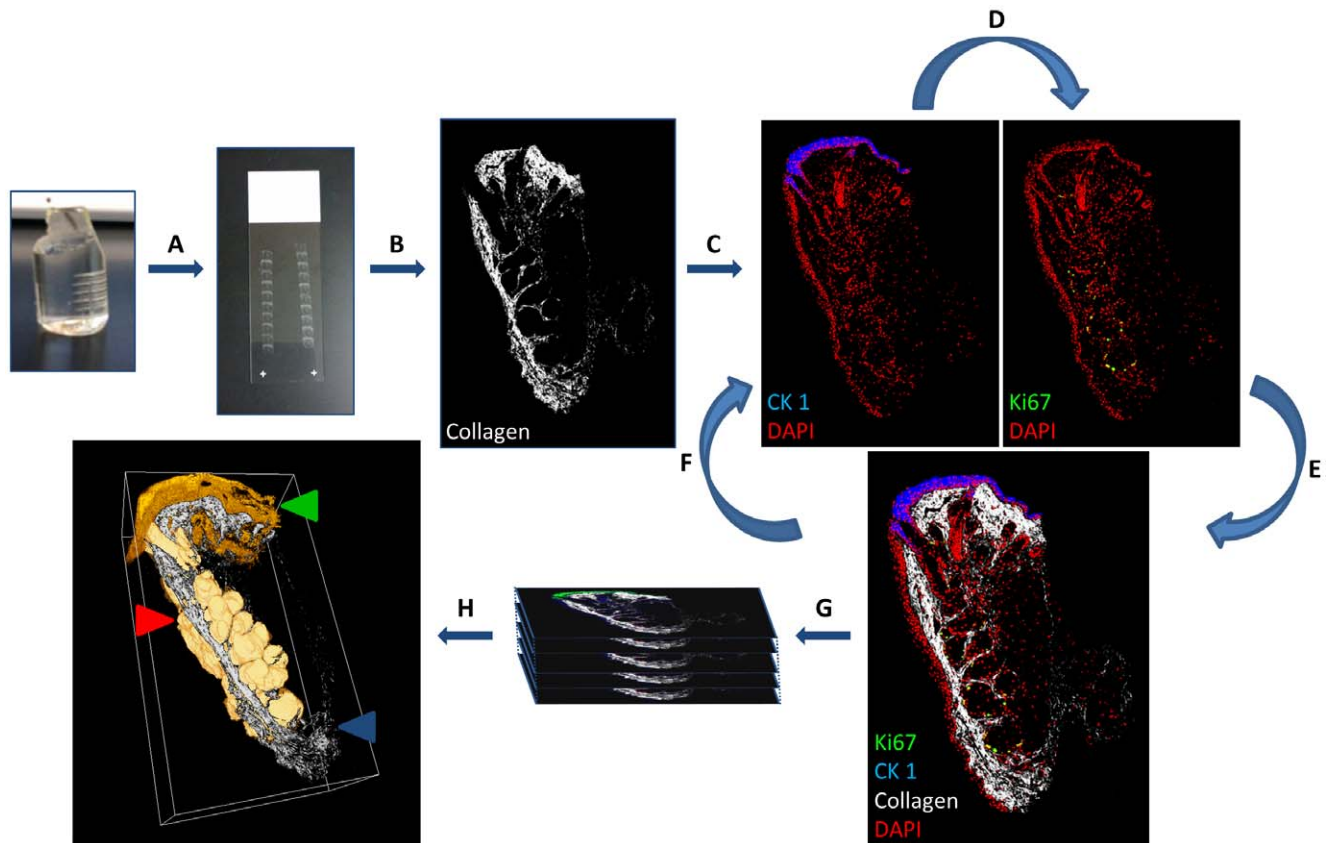 D
A
B
C
Collagen
CK 1
DAPI
Ki67
DAPI
F
E
H
G
Ki67
CK 1
Collagen
DAPI